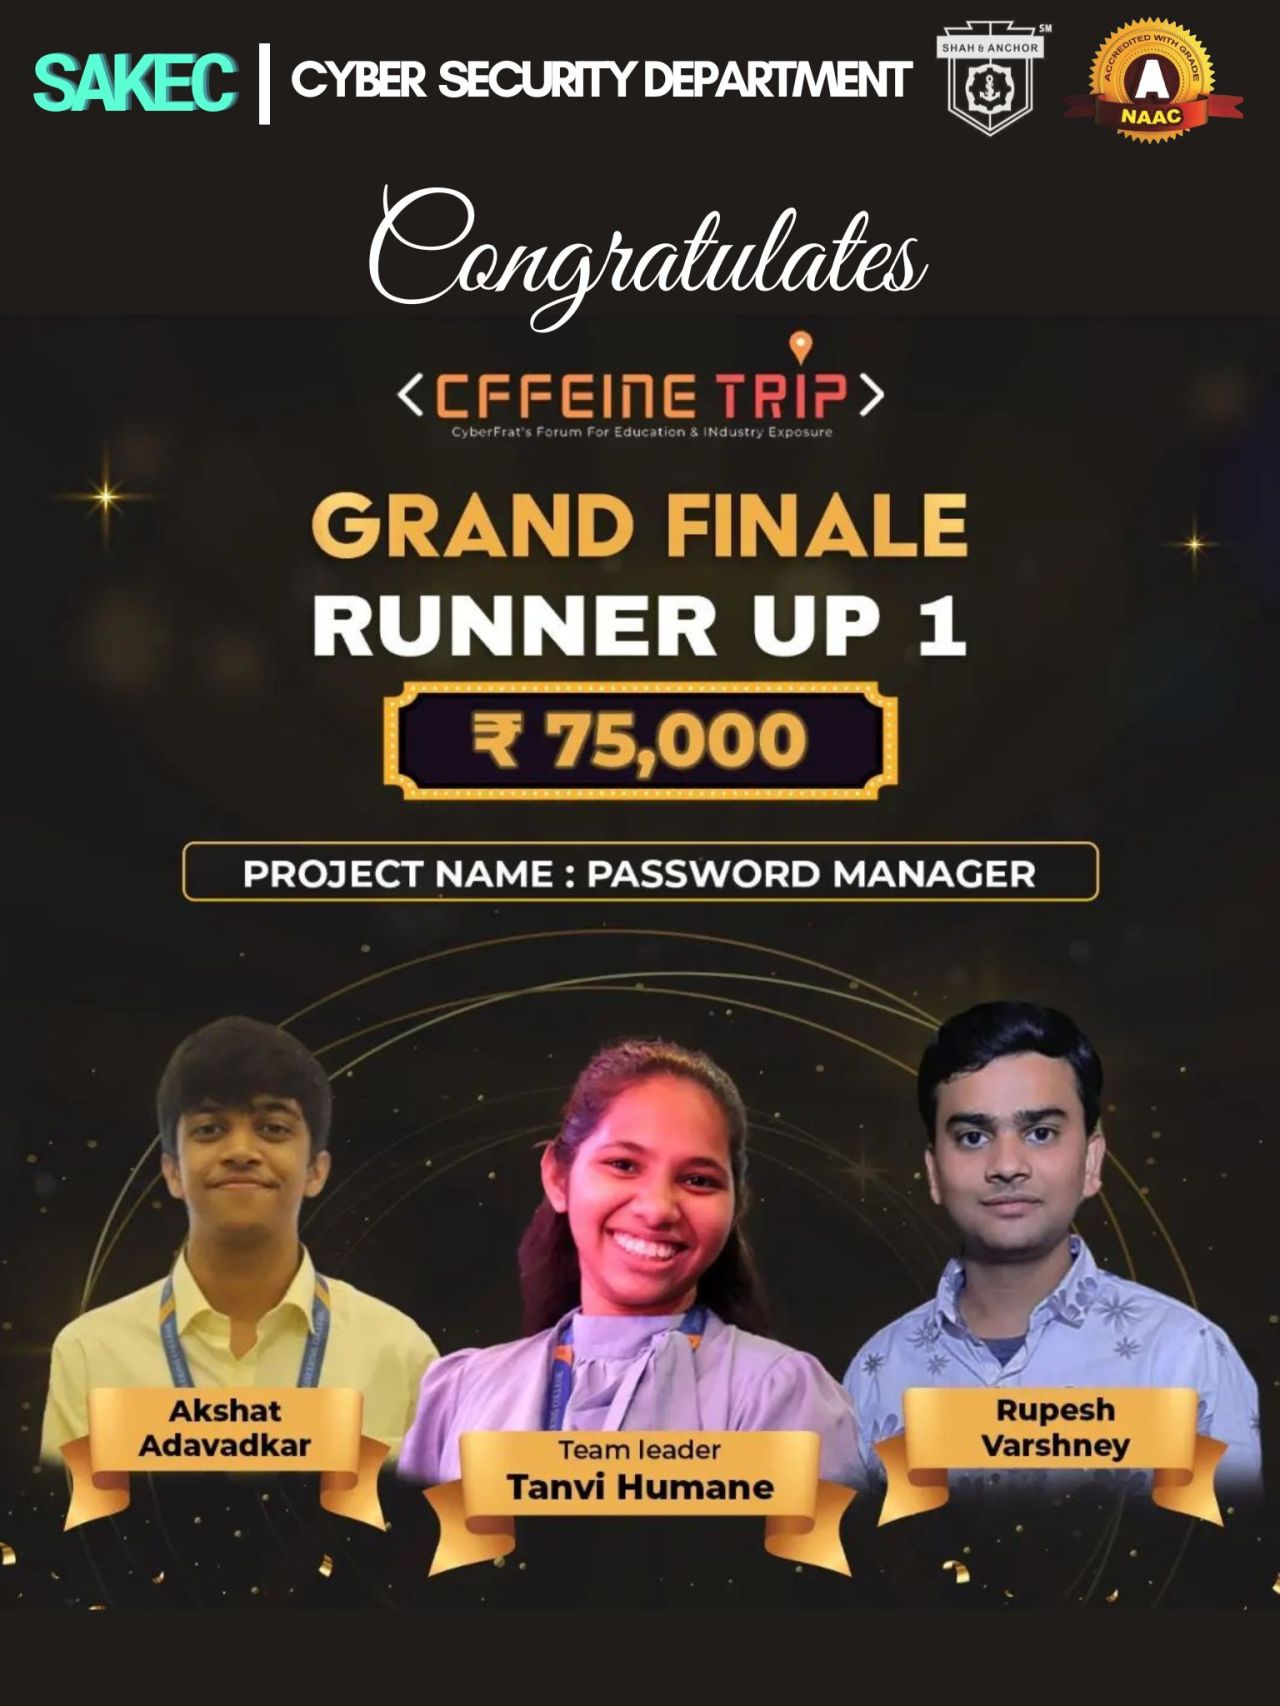 SAKEC | CYBER SECURITY DEPARTMENT
SHAH & ANCHOR
SM
ACCREDITED WITH GRADE
A
NAAC
Congratulates
<CFFEINE TRIP>
CyberFrat's Forum For Education & INdustry Exposure
GRAND FINALE
RUNNER UP 1
₹ 75,000
PROJECT NAME : PASSWORD MANAGER
Akshat
Adavadkar
Team leader
Tanvi Humane
Rupesh
Varshney